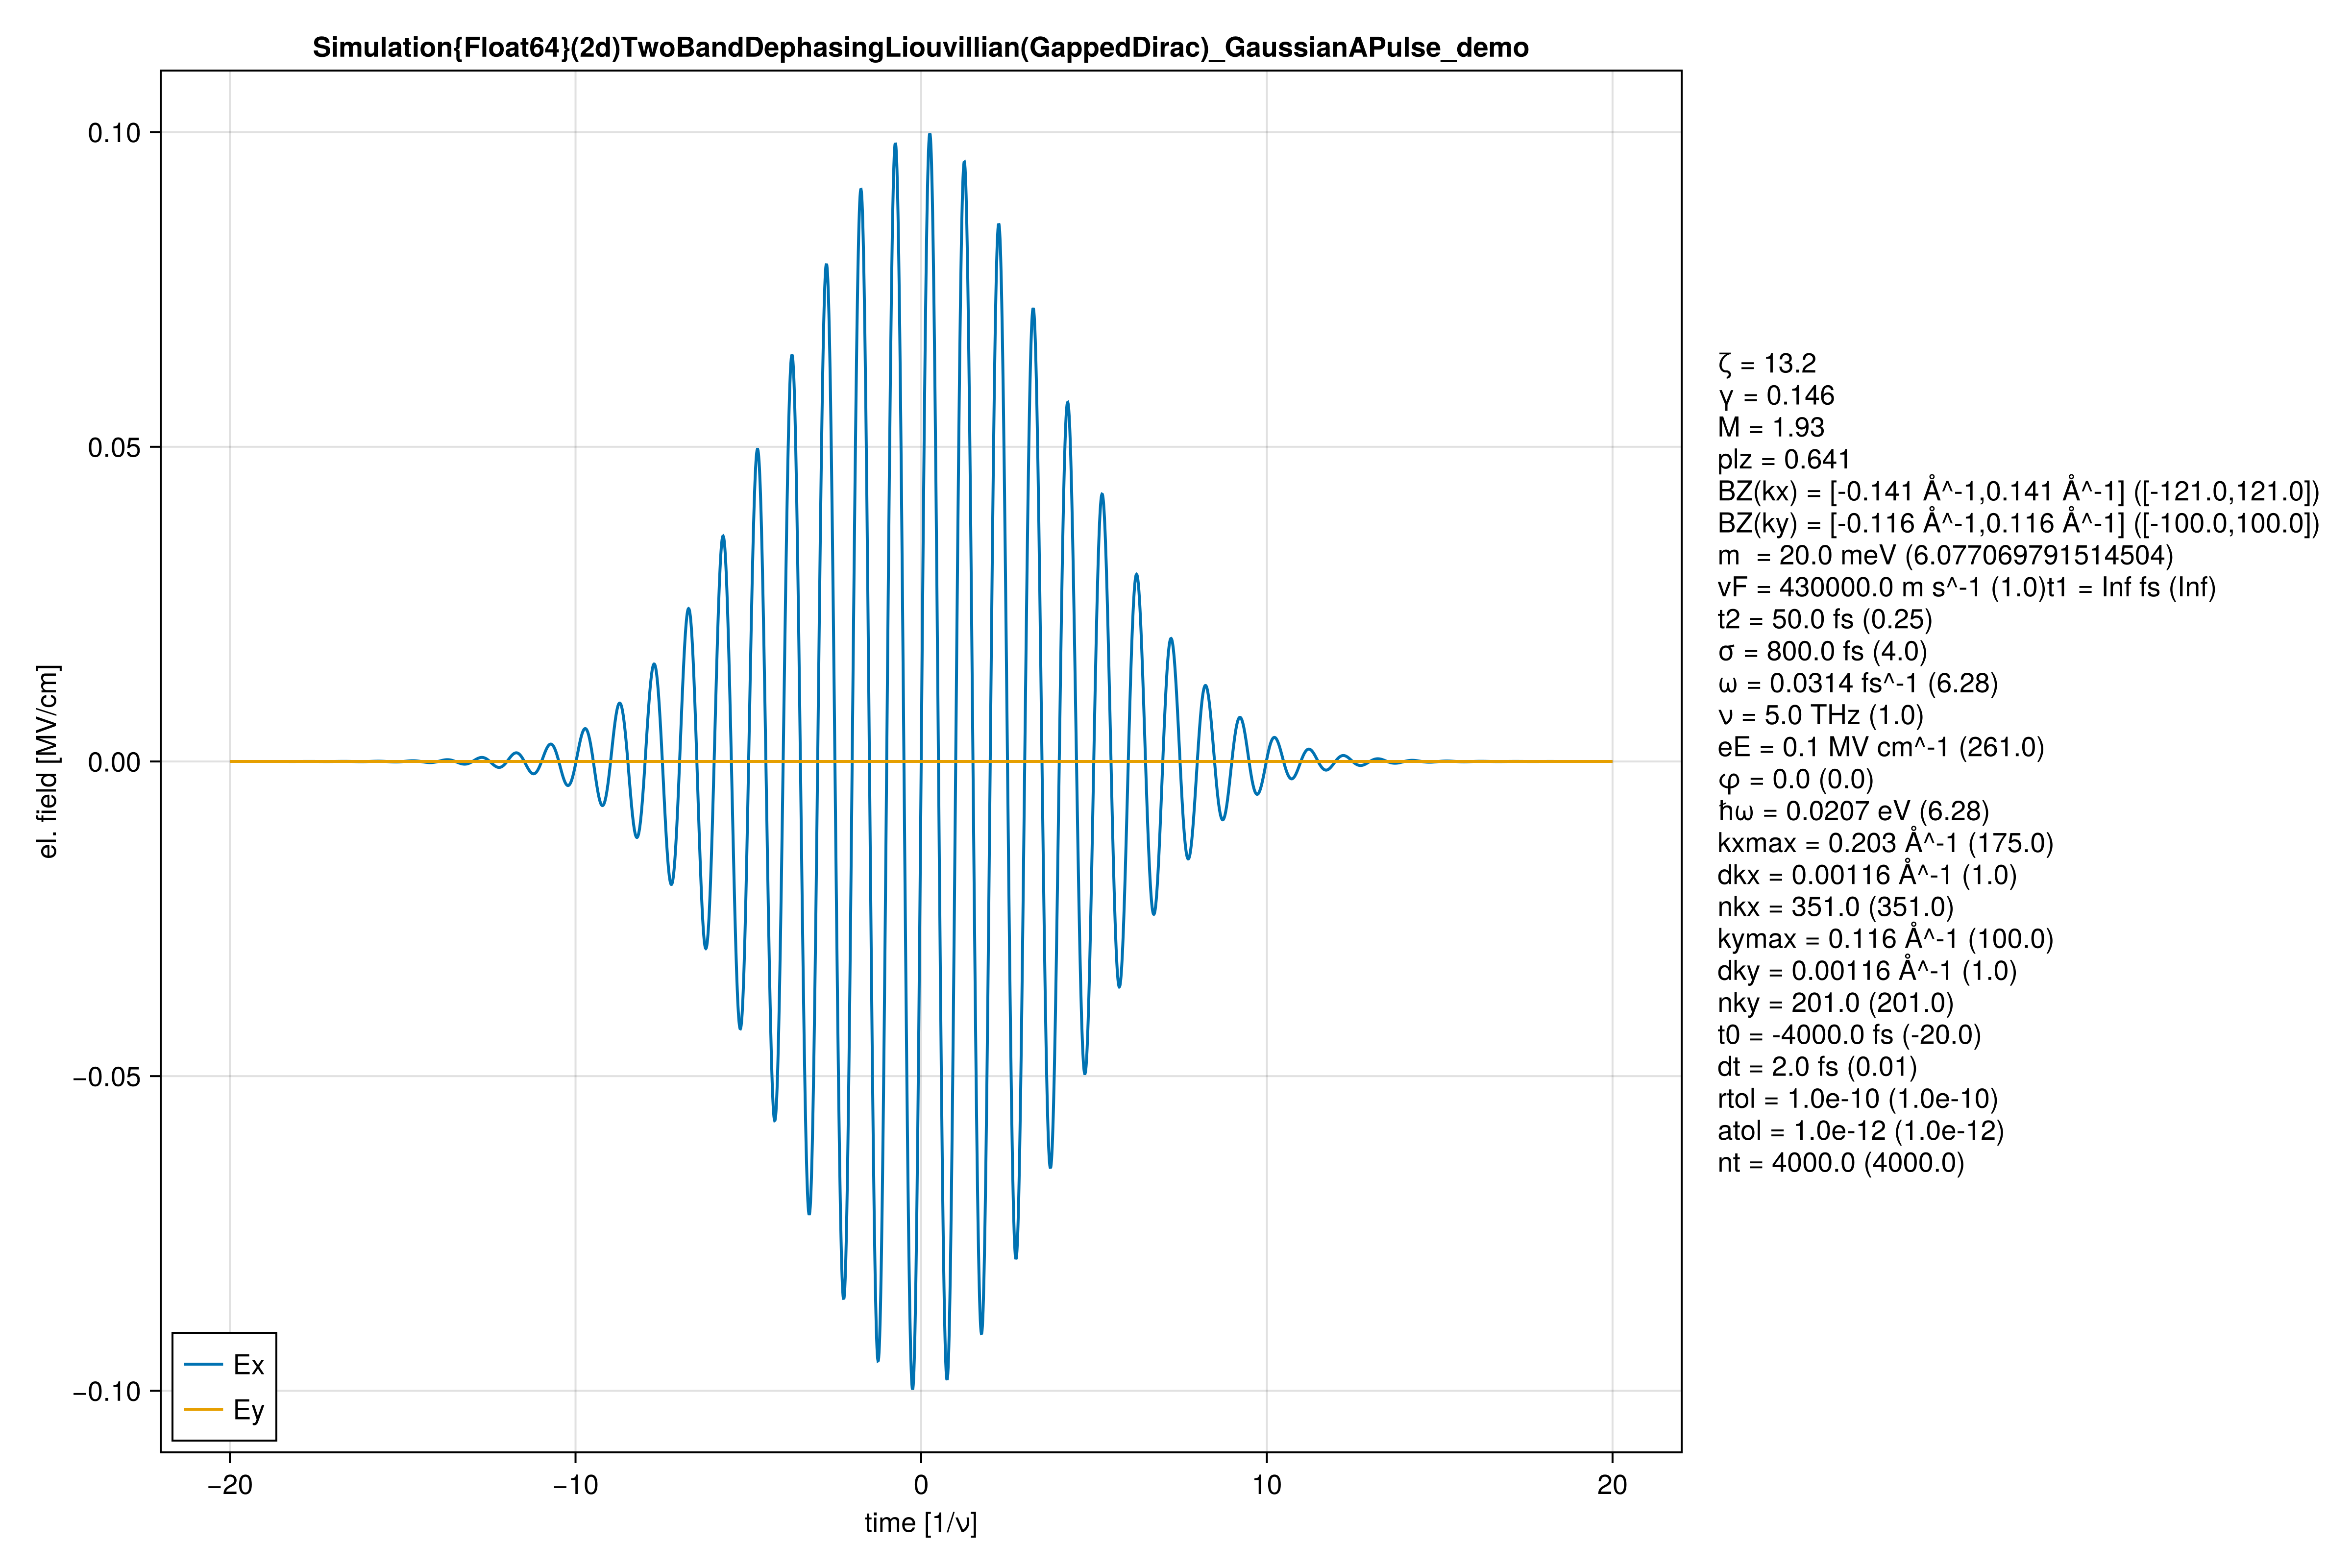 Simulation{Float64}(2d)TwoBandDephasingLiouvillian(GappedDirac)_GaussianAPulse_demo
el. field [MV/cm]
0.10
0.05
0.00
−0.05
−0.10
Ex
Ey
−20
−10
0
10
20
time [1/ν]
ζ = 13.2
γ = 0.146
M = 1.93
plz = 0.641
BZ(kx) = [-0.141 Å^-1,0.141 Å^-1] ([-121.0,121.0])
BZ(ky) = [-0.116 Å^-1,0.116 Å^-1] ([-100.0,100.0])
m  = 20.0 meV (6.077069791514504)
vF = 430000.0 m s^-1 (1.0)t1 = Inf fs (Inf)
t2 = 50.0 fs (0.25)
σ = 800.0 fs (4.0)
ω = 0.0314 fs^-1 (6.28)
ν = 5.0 THz (1.0)
eE = 0.1 MV cm^-1 (261.0)
φ = 0.0 (0.0)
ħω = 0.0207 eV (6.28)
kxmax = 0.203 Å^-1 (175.0)
dkx = 0.00116 Å^-1 (1.0)
nkx = 351.0 (351.0)
kymax = 0.116 Å^-1 (100.0)
dky = 0.00116 Å^-1 (1.0)
nky = 201.0 (201.0)
t0 = -4000.0 fs (-20.0)
dt = 2.0 fs (0.01)
rtol = 1.0e-10 (1.0e-10)
atol = 1.0e-12 (1.0e-12)
nt = 4000.0 (4000.0)